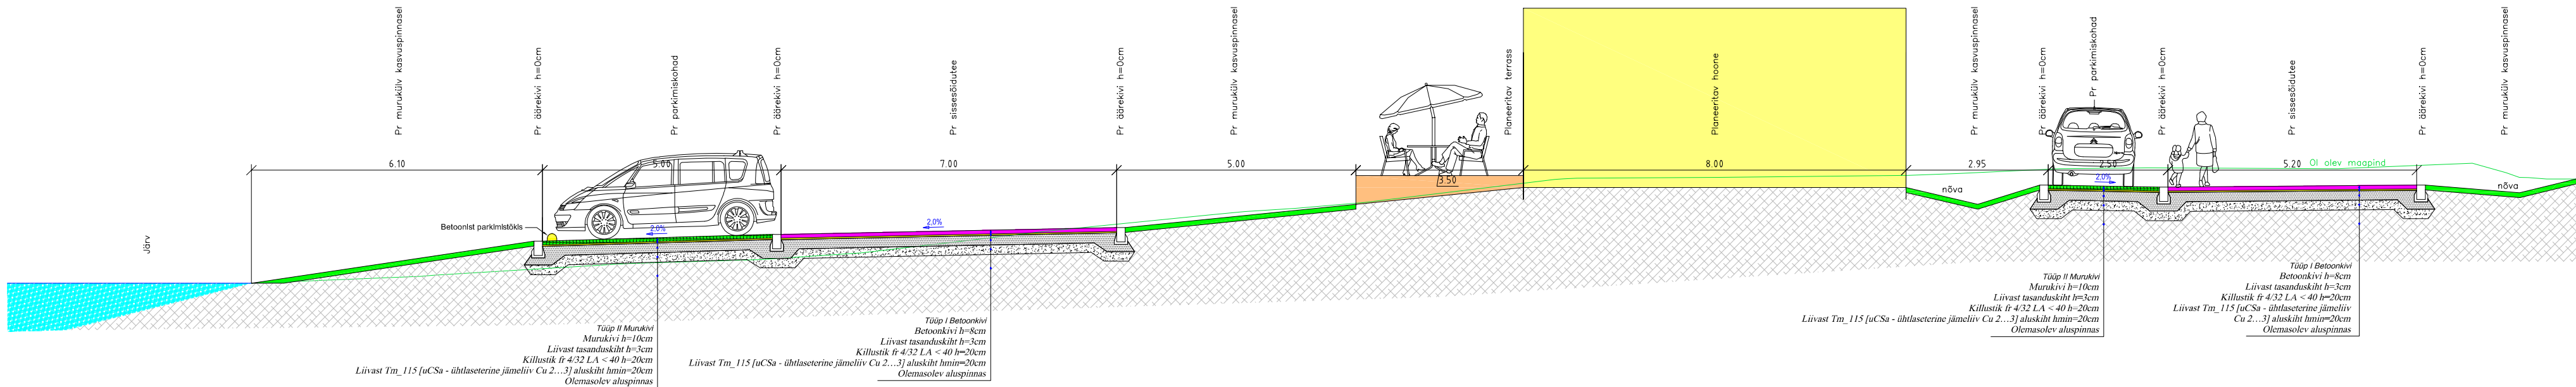 Pr murukülv kasvuspinnasel
Pr äärekivi h=0cm
Pr parkimiskohad
Pr äärekivi h=0cm
Pr sissesõidutee
Pr äärekivi h=0cm
Pr murukülv kasvuspinnasel
Planeeritav terrass
Planeeritav hoone
Pr murukülv kasvuspinnasel
Pr äärekivi h=0cm
Pr parkimiskohad
Pr äärekivi h=0cm
Pr sissesõidutee
Pr äärekivi h=0cm
Pr murukülv kasvuspinnasel
6.10
5.00
7.00
5.00
3.50
8.00
2.95
2.50
5.20
Ol olev maapind
nõva
nõva
2,0%
2,0%
2,0%
Betoonist parkimistõkis
Järv
Tüüp II Murukivi
Murukivi h=10cm
Liivast tasanduskiht h=3cm
Killustik fr 4/32 LA < 40 h=20cm
Liivast Tm_115 [uCSa - ühtlaseterine jämeliiv Cu 2…3] aluskiht hmin=20cm
Olemasolev aluspinnas
Tüüp I Betoonkivi
Betoonkivi h=8cm
Liivast tasanduskiht h=3cm
Killustik fr 4/32 LA < 40 h=20cm
Liivast Tm_115 [uCSa - ühtlaseterine jämeliiv Cu 2…3] aluskiht hmin=20cm
Olemasolev aluspinnas
Tüüp II Murukivi
Murukivi h=10cm
Liivast tasanduskiht h=3cm
Killustik fr 4/32 LA < 40 h=20cm
Liivast Tm_115 [uCSa - ühtlaseterine jämeliiv Cu 2…3] aluskiht hmin=20cm
Olemasolev aluspinnas
Tüüp I Betoonkivi
Betoonkivi h=8cm
Liivast tasanduskiht h=3cm
Killustik fr 4/32 LA < 40 h=20cm
Liivast Tm_115 [uCSa - ühtlaseterine jämeliiv
Cu 2…3] aluskiht hmin=20cm
Olemasolev aluspinnas